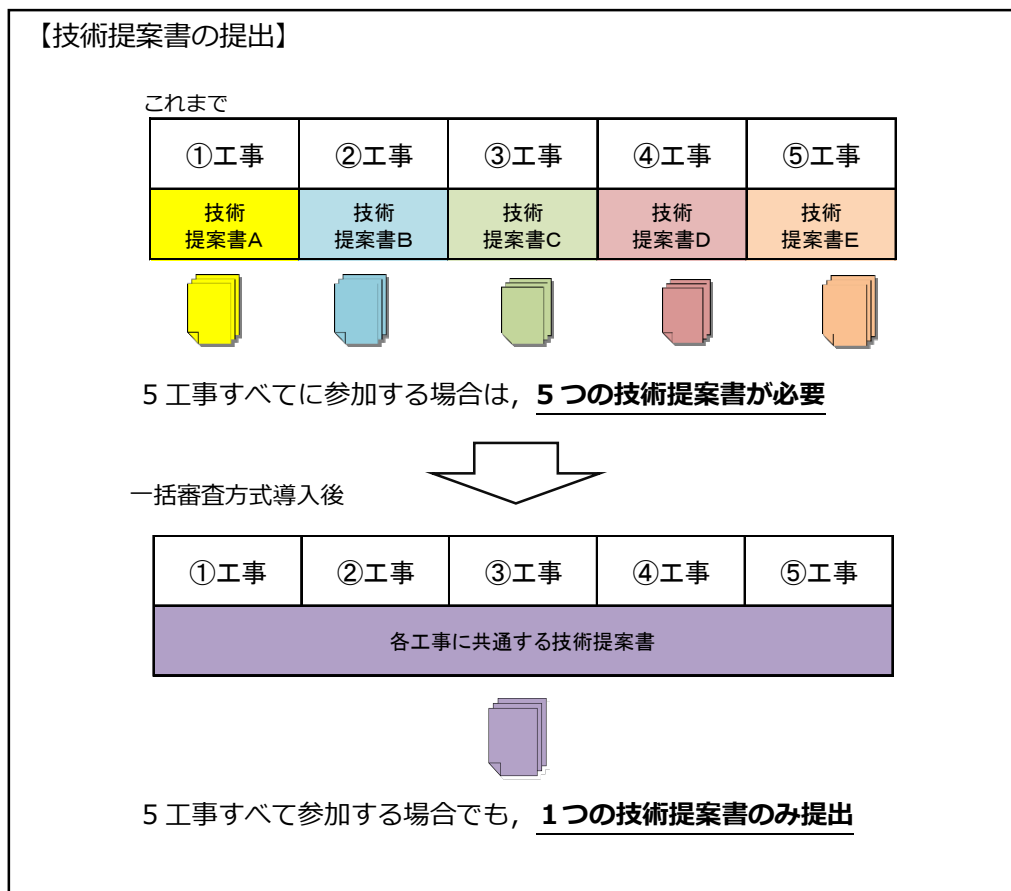 【技術提案書の提出】
これまで
①工事 ②工事 ③工事 ④工事 ⑤工事
技術 技術 技術 技術 技術
提案書A 提案書B 提案書C 提案書D 提案書E
5 工事すべてに参加する場合は，5 つの技術提案書が必要
一括審査方式導入後
①工事 ②工事 ③工事 ④工事 ⑤工事
各工事に共通する技術提案書
5 工事すべて参加する場合でも，1つの技術提案書のみ提出